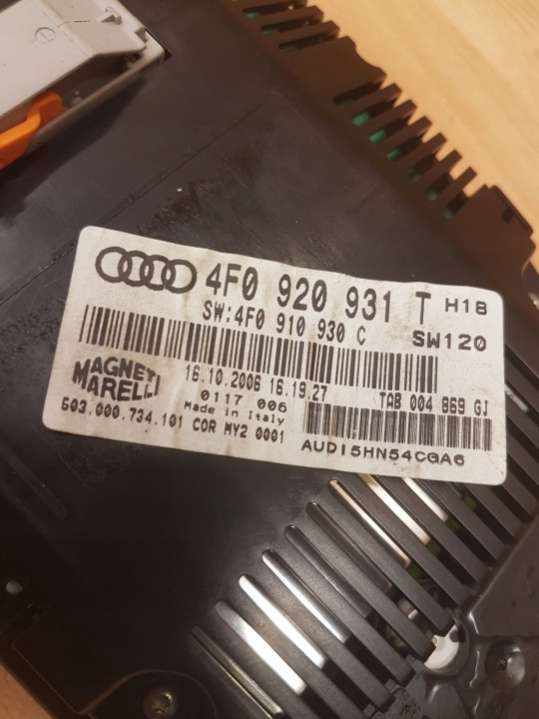 4F0 920 931 T H18
SW:4F0 910 930 C SW120
MAGNETI
MARELLI
16.10.2006 16.19.27
TAB 004 869 GJ
0117 006
Made in Italy
503.000.734.101 COR MY2 0001
AUDI5HN54CGA6